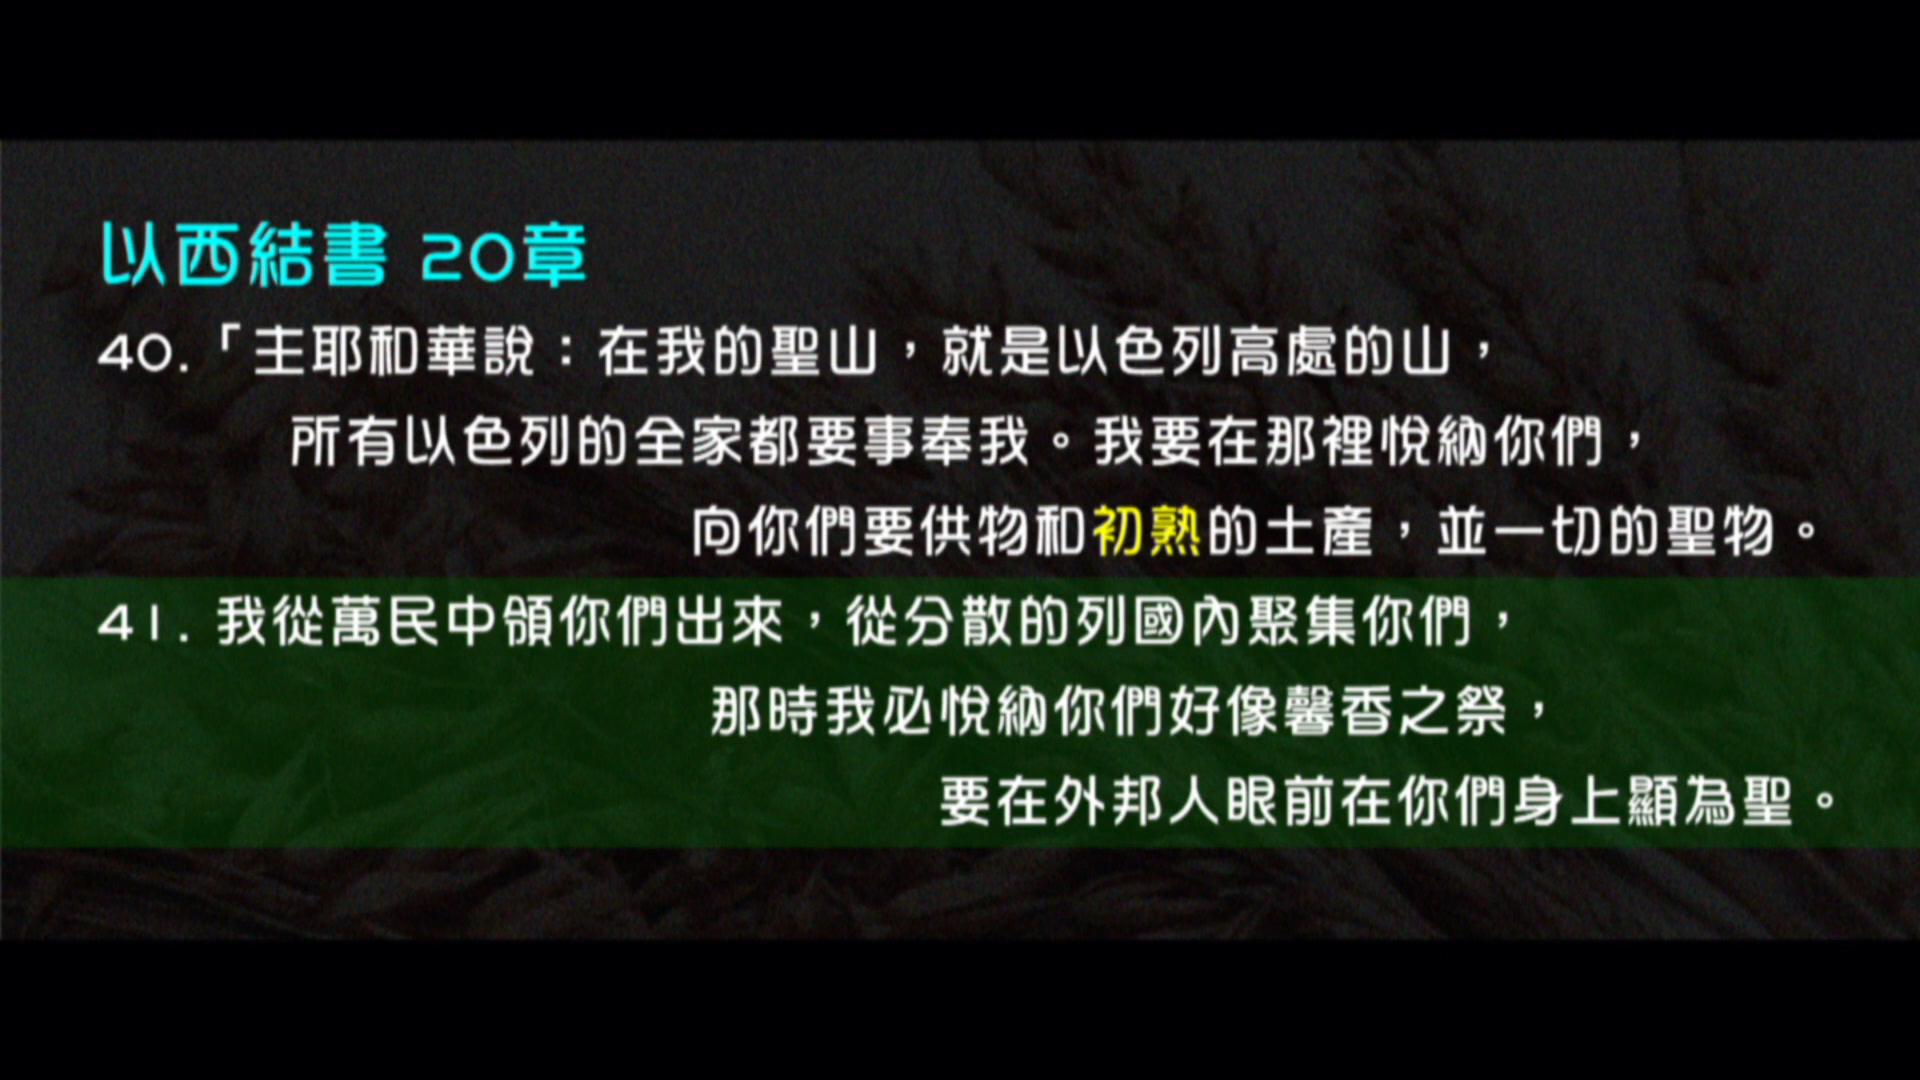 以西結書 20章
40.「主耶和華說：在我的聖山，就是以色列高處的山，
所有以色列的全家都要事奉我。我要在那裡悅納你們，
向你們要供物和初熟的土產，並一切的聖物。
41. 我從萬民中領你們出來，從分散的列國內聚集你們，
那時我必悅納你們好像馨香之祭，
要在外邦人眼前在你們身上顯為聖。